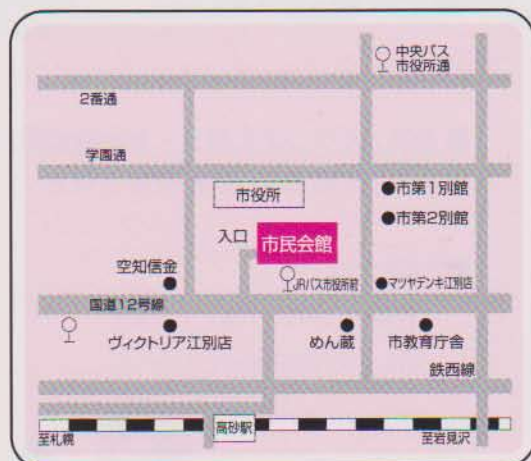 中央バス
市役所通
2番通
学園通
市役所
●市第1別館
●市第2別館
入口
市民会館
空知信金
JRバス市役所前
●マツヤデンキ江別店
国道12号線
ヴィクトリア江別店
めん蔵
市教育庁舎
鉄西線
高砂駅
至札幌
至岩見沢